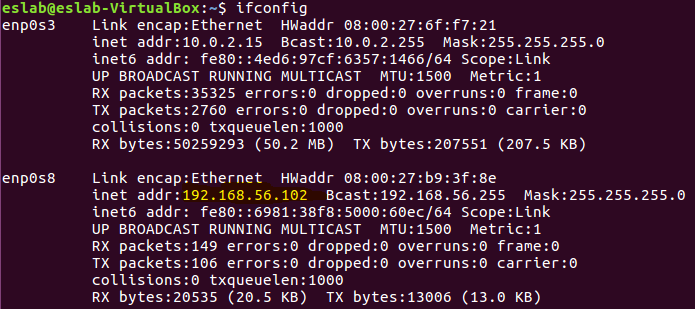 eslab@eslab-VirtualBox:~$ ifconfig
enp0s3    Link encap:Ethernet  HWaddr 08:00:27:6f:f7:21
          inet addr:10.0.2.15  Bcast:10.0.2.255  Mask:255.255.255.0
          inet6 addr: fe80::4ed6:97cf:6357:1466/64 Scope:Link
          UP BROADCAST RUNNING MULTICAST  MTU:1500  Metric:1
          RX packets:35325 errors:0 dropped:0 overruns:0 frame:0
          TX packets:2760 errors:0 dropped:0 overruns:0 carrier:0
          collisions:0 txqueuelen:1000
          RX bytes:50259293 (50.2 MB)  TX bytes:207551 (207.5 KB)
enp0s8    Link encap:Ethernet  HWaddr 08:00:27:b9:3f:8e
          inet addr:192.168.56.102  Bcast:192.168.56.255  Mask:255.255.255.0
          inet6 addr: fe80::6981:38f8:5000:60ec/64 Scope:Link
          UP BROADCAST RUNNING MULTICAST  MTU:1500  Metric:1
          RX packets:149 errors:0 dropped:0 overruns:0 frame:0
          TX packets:106 errors:0 dropped:0 overruns:0 carrier:0
          collisions:0 txqueuelen:1000
          RX bytes:20535 (20.5 KB)  TX bytes:13006 (13.0 KB)